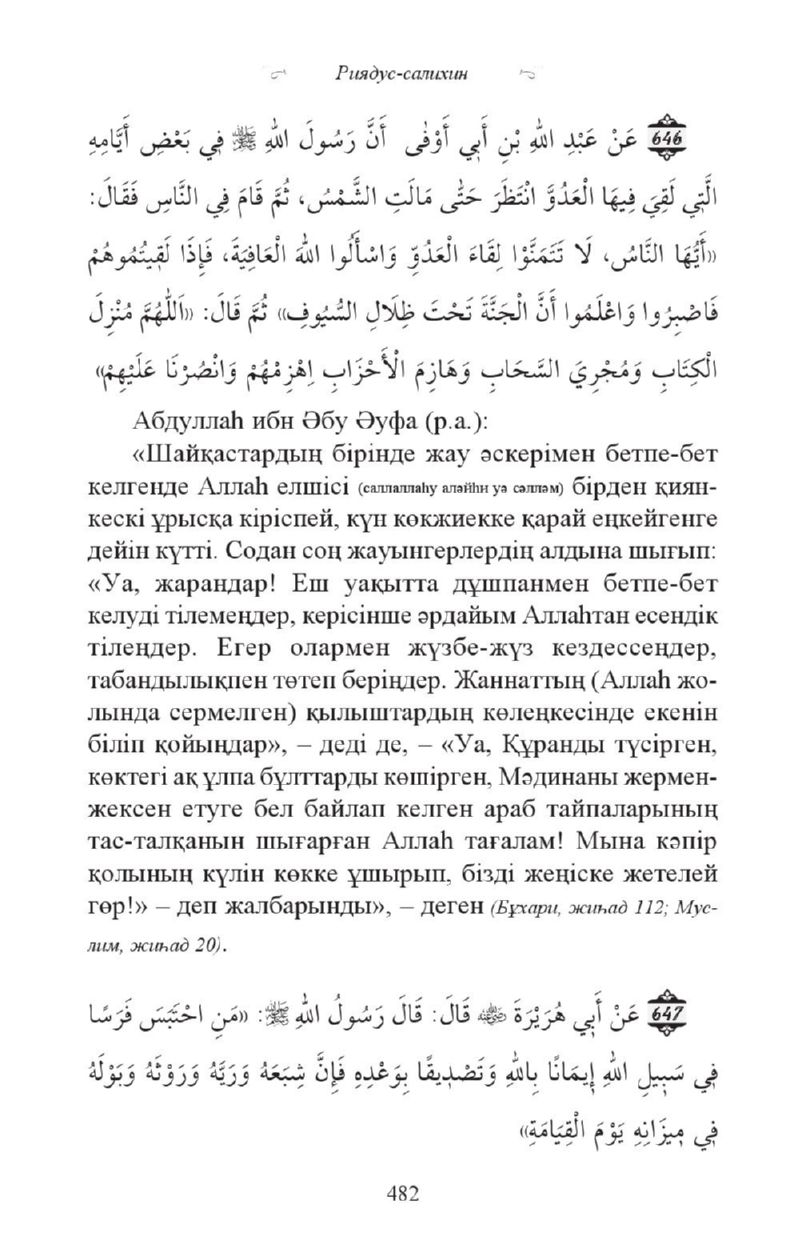 Риядус-салихин
646 عَنْ عَبْدِ اللهِ بْنِ أَبِي أَوْفَى أَنَّ رَسُولَ اللهِ ﷺ فِي بَعْضِ أَيَّامِهِ
الَّتِي لَقِيَ فِيهَا الْعَدُوَّ انْتَظَرَ حَتَّى مَالَتِ الشَّمْسُ، ثُمَّ قَامَ فِي النَّاسِ فَقَالَ:
«أَيُّهَا النَّاسُ، لَا تَتَمَنَّوْا لِقَاءَ الْعَدُوِّ وَاسْأَلُوا اللهَ الْعَافِيَةَ، فَإِذَا لَقِيتُمُوهُمْ
فَاصْبِرُوا وَاعْلَمُوا أَنَّ الْجَنَّةَ تَحْتَ ظِلَالِ السُّيُوفِ» ثُمَّ قَالَ: «اَللّٰهُمَّ مُنْزِلَ
الْكِتَابِ وَمُجْرِيَ السَّحَابِ وَهَازِمَ الْأَحْزَابِ اِهْزِمْهُمْ وَانْصُرْنَا عَلَيْهِمْ»
Абдуллаһ ибн Әбу Әуфа (р.а.):
«Шайқастардың бірінде жау әскерімен бетпе-бет
келгенде Аллаһ елшісі (саллаллаһу аләйһи уә сәлләм) бірден қиян-
кескі ұрысқа кіріспей, күн көкжиекке қарай еңкейгенге
дейін күтті. Содан соң жауынгерлердің алдына шығып:
«Уа, жарандар! Еш уақытта дұшпанмен бетпе-бет
келуді тілемеңдер, керісінше әрдайым Аллаһтан есендік
тілеңдер. Егер олармен жүзбе-жүз кездессеңдер,
табандылықпен төтеп беріңдер. Жаннаттың (Аллаһ жо-
лында сермелген) қылыштардың көлеңкесінде екенін
біліп қойыңдар», – деді де, – «Уа, Құранды түсірген,
көктегі ақ ұлпа бұлттарды көшірген, Мәдинаны жермен-
жексен етуге бел байлап келген араб тайпаларының
тас-талқанын шығарған Аллаһ тағалам! Мына кәпір
қолының күлін көкке ұшырып, бізді жеңіске жетелей
гөр!» – деп жалбарынды», – деген (Бұхари, жиһад 112; Мус-
лим, жиһад 20).
647 عَنْ أَبِي هُرَيْرَةَ ﷺ قَالَ: قَالَ رَسُولُ اللهِ ﷺ: «مَنِ احْتَبَسَ فَرَسًا
فِي سَبِيلِ اللهِ إِيمَانًا بِاللهِ وَتَصْدِيقًا بِوَعْدِهِ فَإِنَّ شِبَعَهُ وَرَيَّهُ وَرَوْثَهُ وَبَوْلَهُ
فِي مِيزَانِهِ يَوْمَ الْقِيَامَةِ»
482